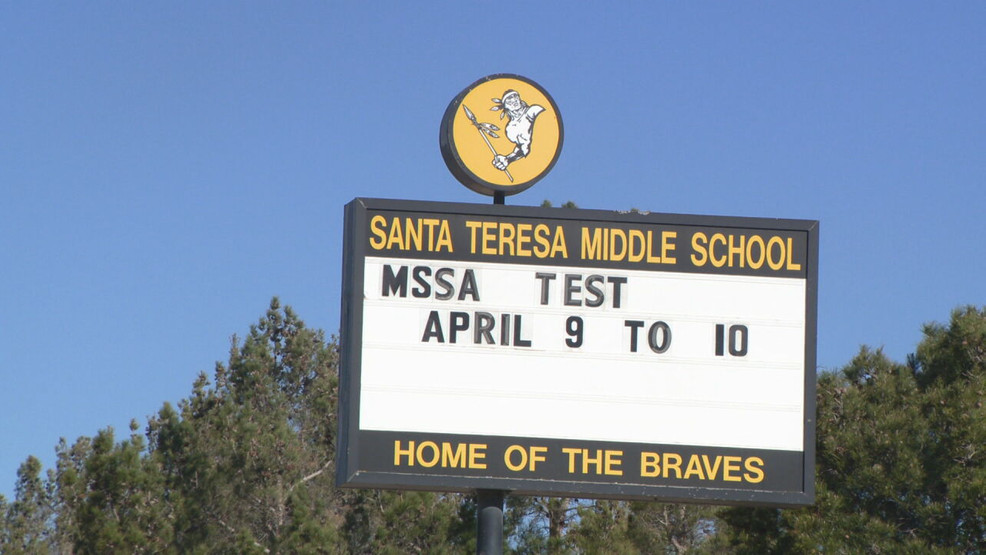 SANTA TERESA MIDDLE SCHOOL
MSSA TEST
APRIL 9 TO 10
HOME OF THE BRAVES